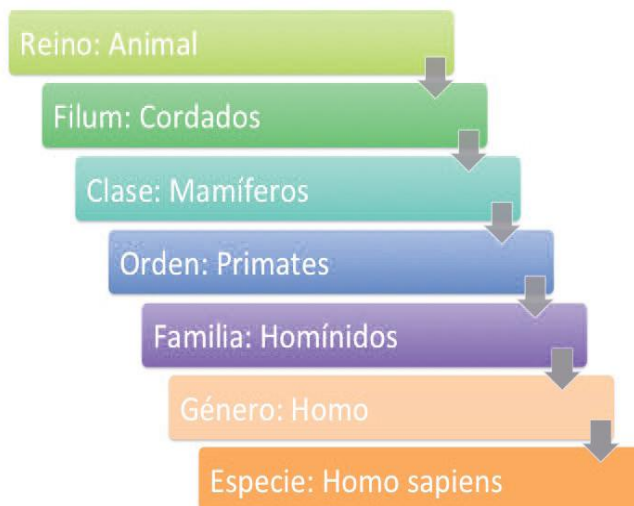 Reino: Animal
Filum: Cordados
Clase: Mamíferos
Orden: Primates
Familia: Homínidos
Género: Homo
Especie: Homo sapiens